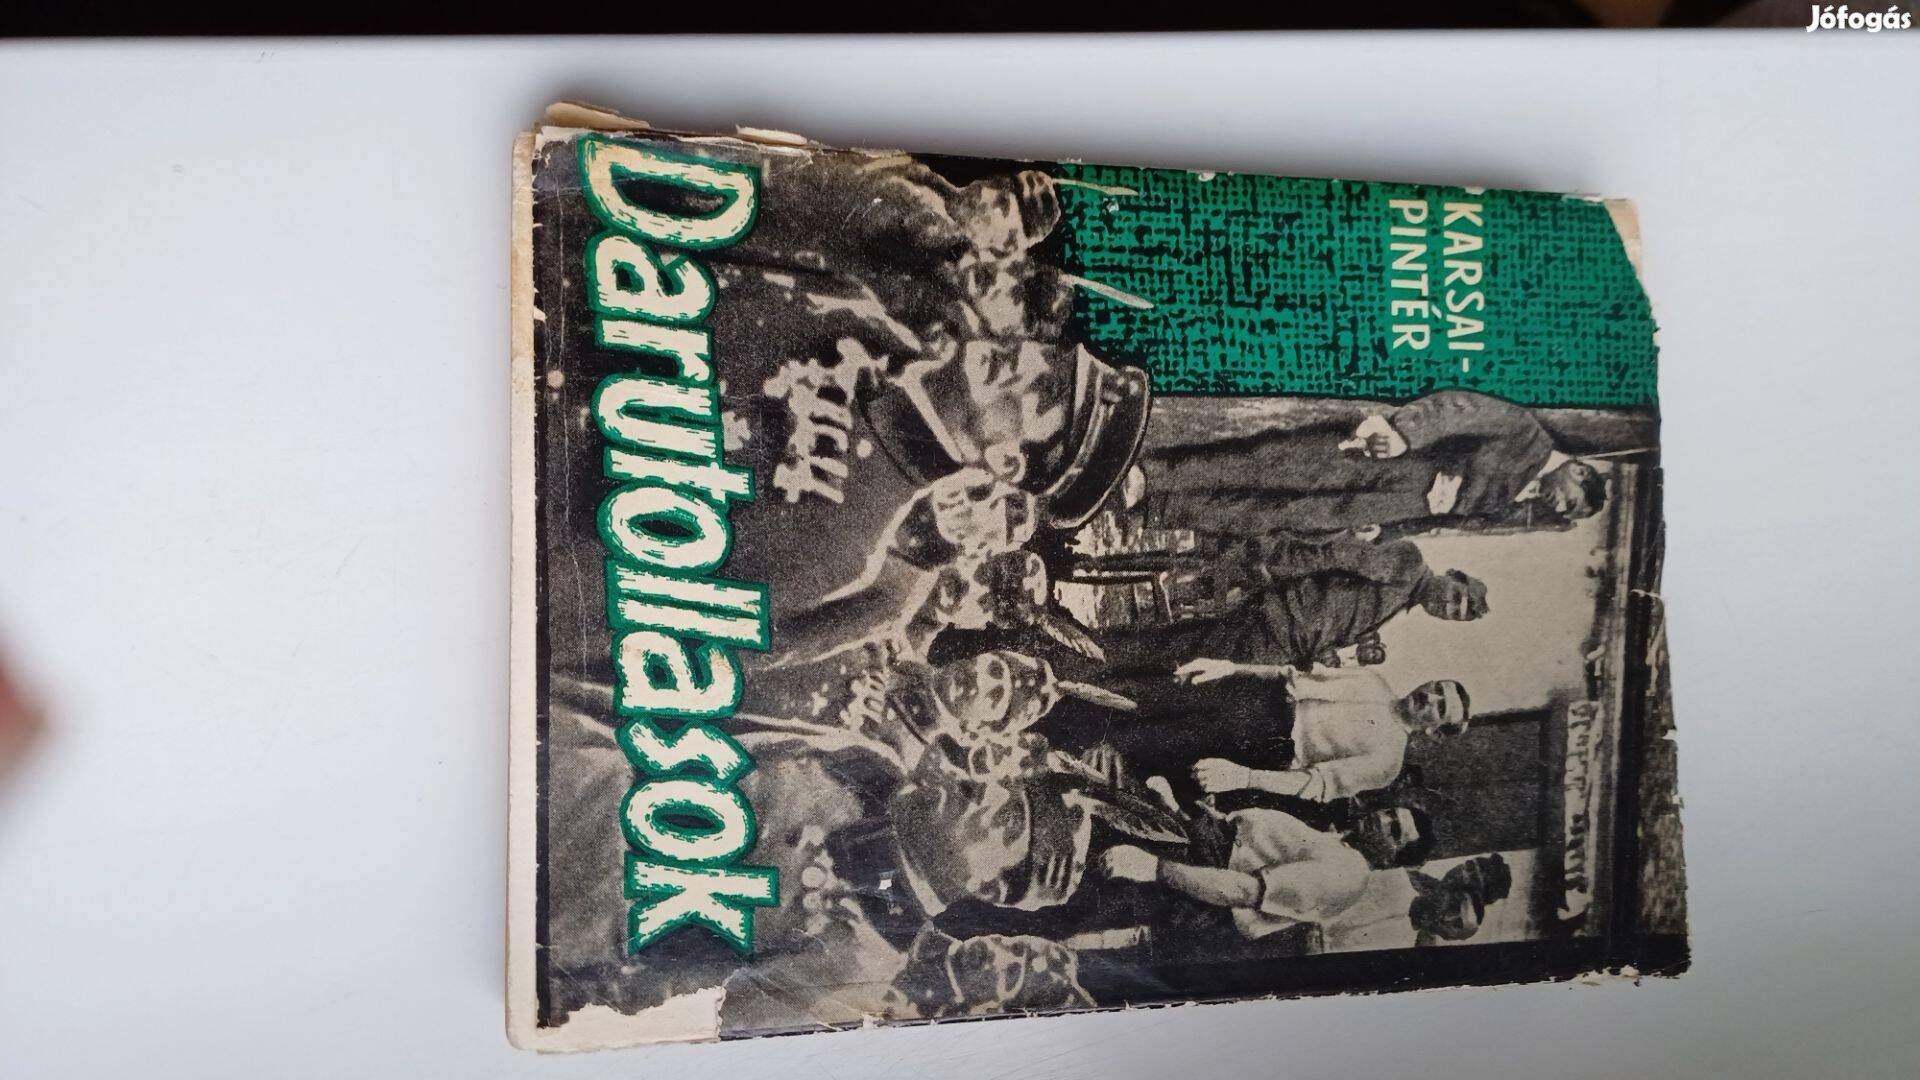 Jófogás
KARSAI-
PINTÉR
Darutollasok